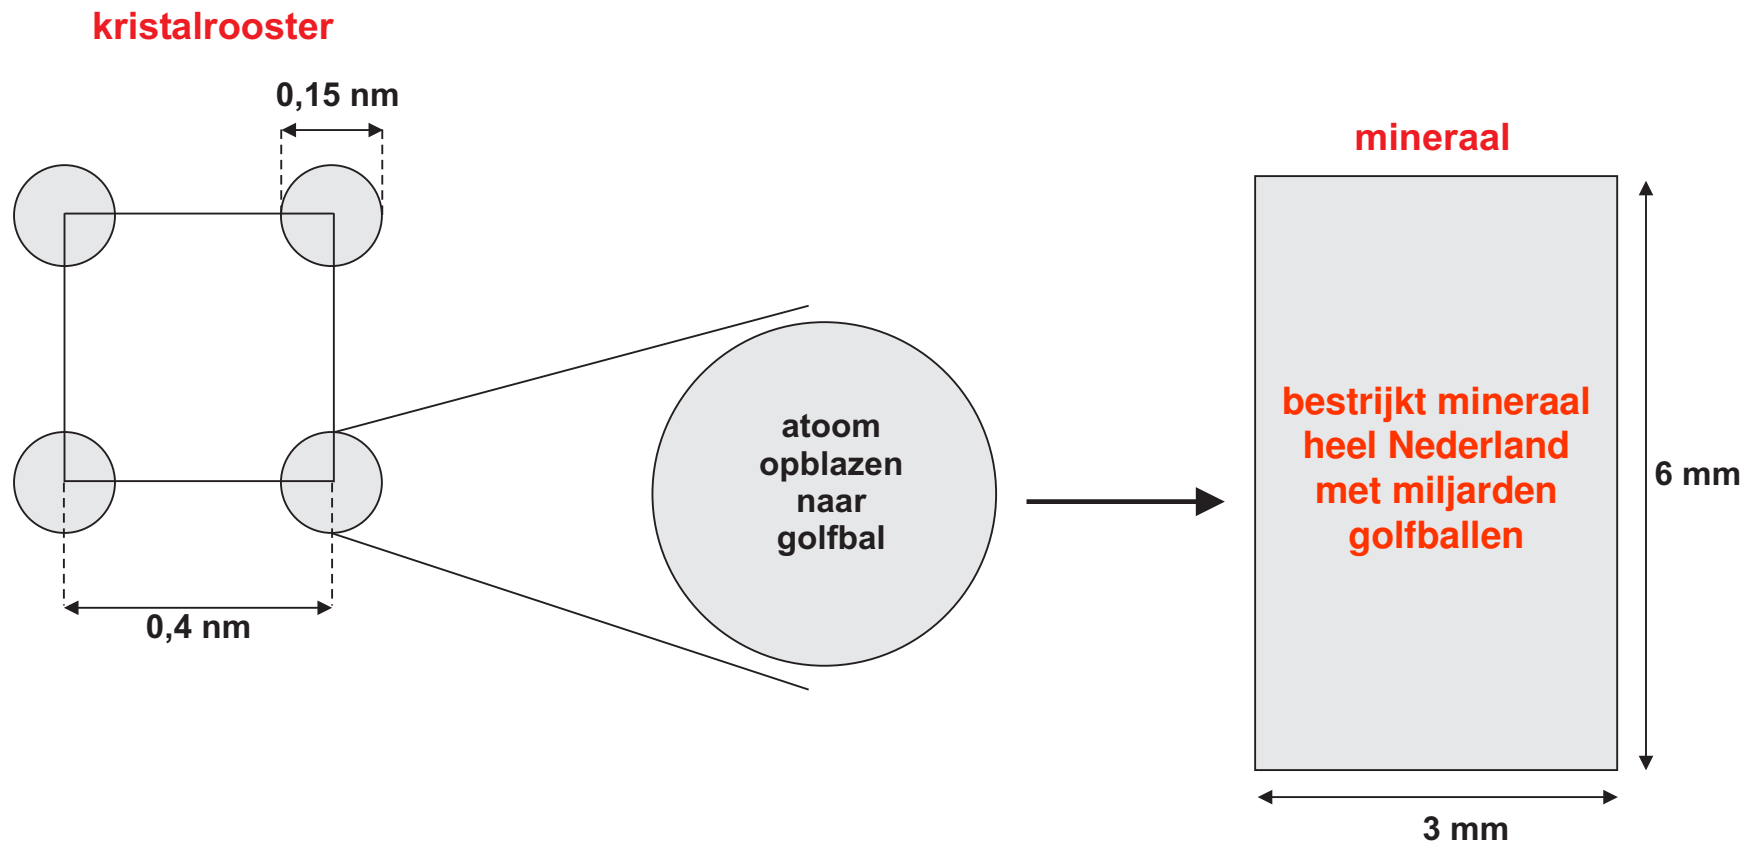 kristalrooster
0,15 nm
0,4 nm
atoom
opblazen
naar
golfbal
mineraal
bestrijkt mineraal
heel Nederland
met miljarden
golfballen
6 mm
3 mm